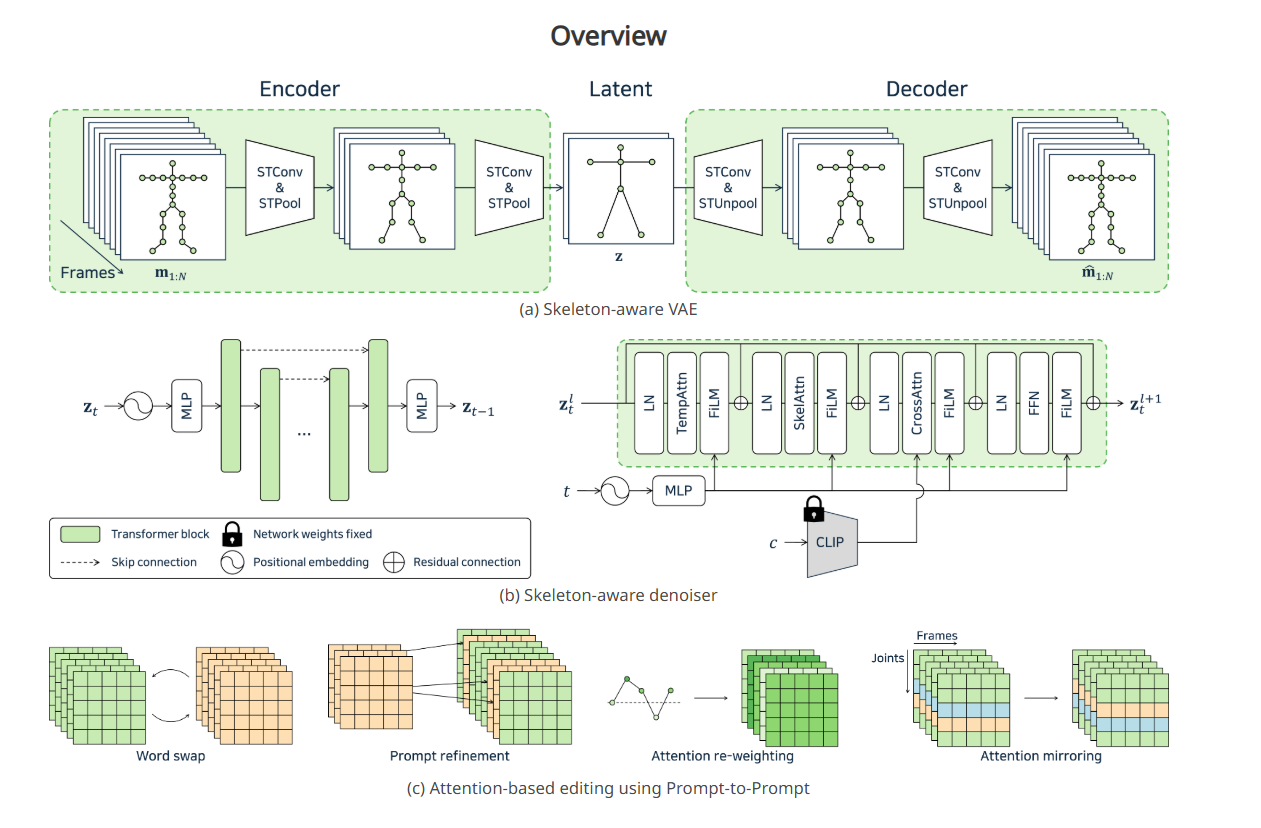 Overview
Encoder
Latent
Decoder
STConv
&
STPool
STConv
&
STPool
STConv
&
STUnpool
STConv
&
STUnpool
Frames
m₁:N
z
m̂₁:N
(a) Skeleton-aware VAE
zₜ
MLP
...
MLP
zₜ₋₁
Transformer block
Network weights fixed
Skip connection
Positional embedding
Residual connection
zₜˡ
LN
TempAttn
FiLM
LN
SkelAttn
FiLM
LN
CrossAttn
FiLM
LN
FFN
FiLM
zₜˡ⁺¹
t
MLP
c
CLIP
(b) Skeleton-aware denoiser
Word swap
Prompt refinement
Attention re-weighting
Frames
Joints
Attention mirroring
(c) Attention-based editing using Prompt-to-Prompt